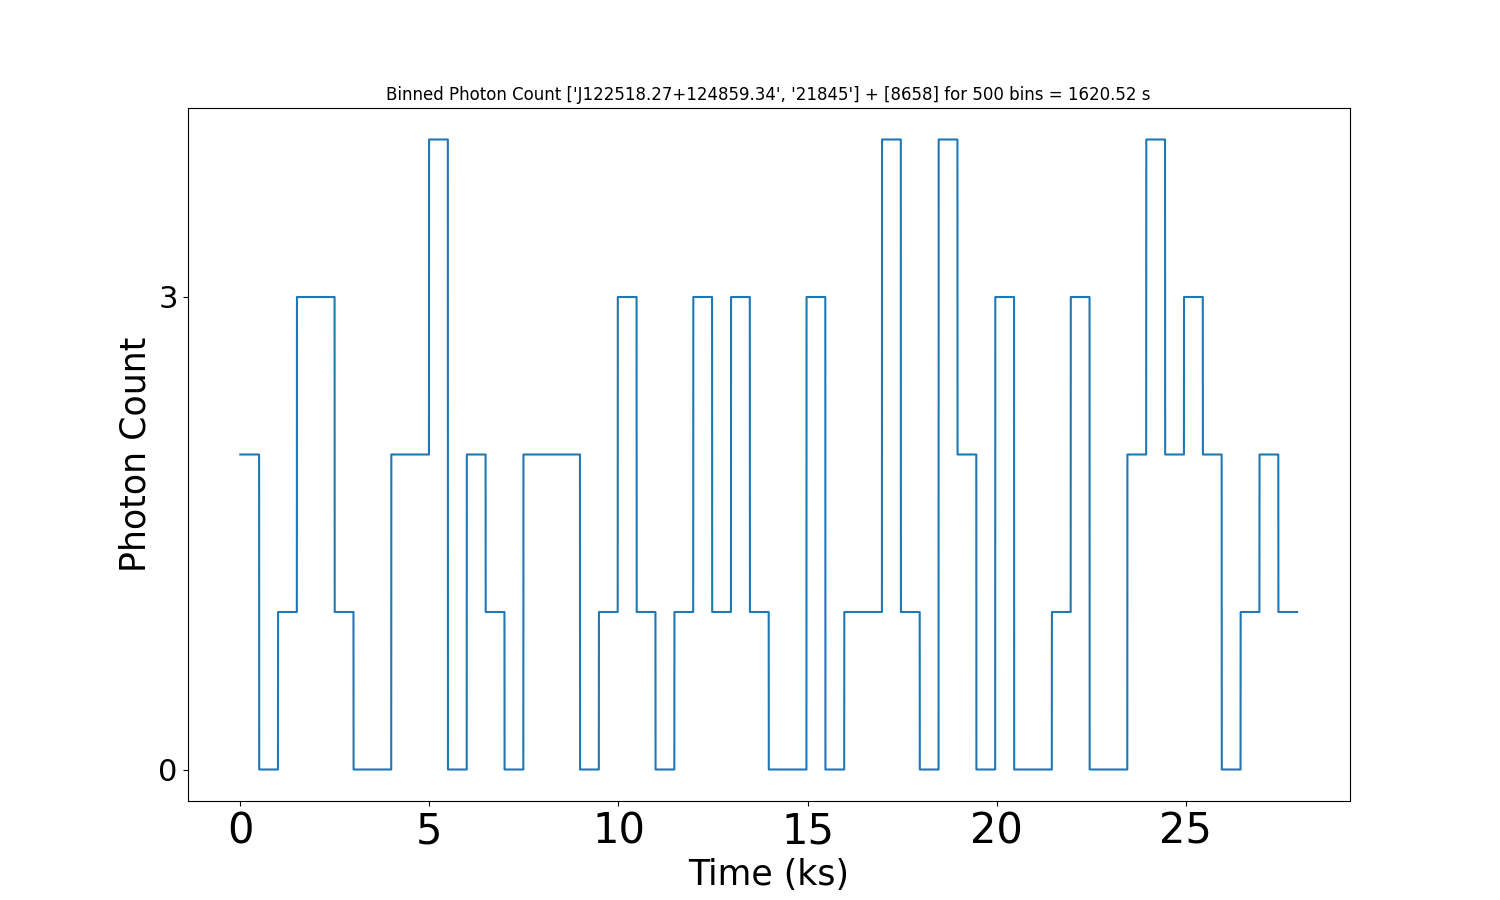 Binned Photon Count ['J122518.27+124859.34', '21845'] + [8658] for 500 bins = 1620.52 s
Photon Count
3
0
0 5 10 15 20 25
Time (ks)